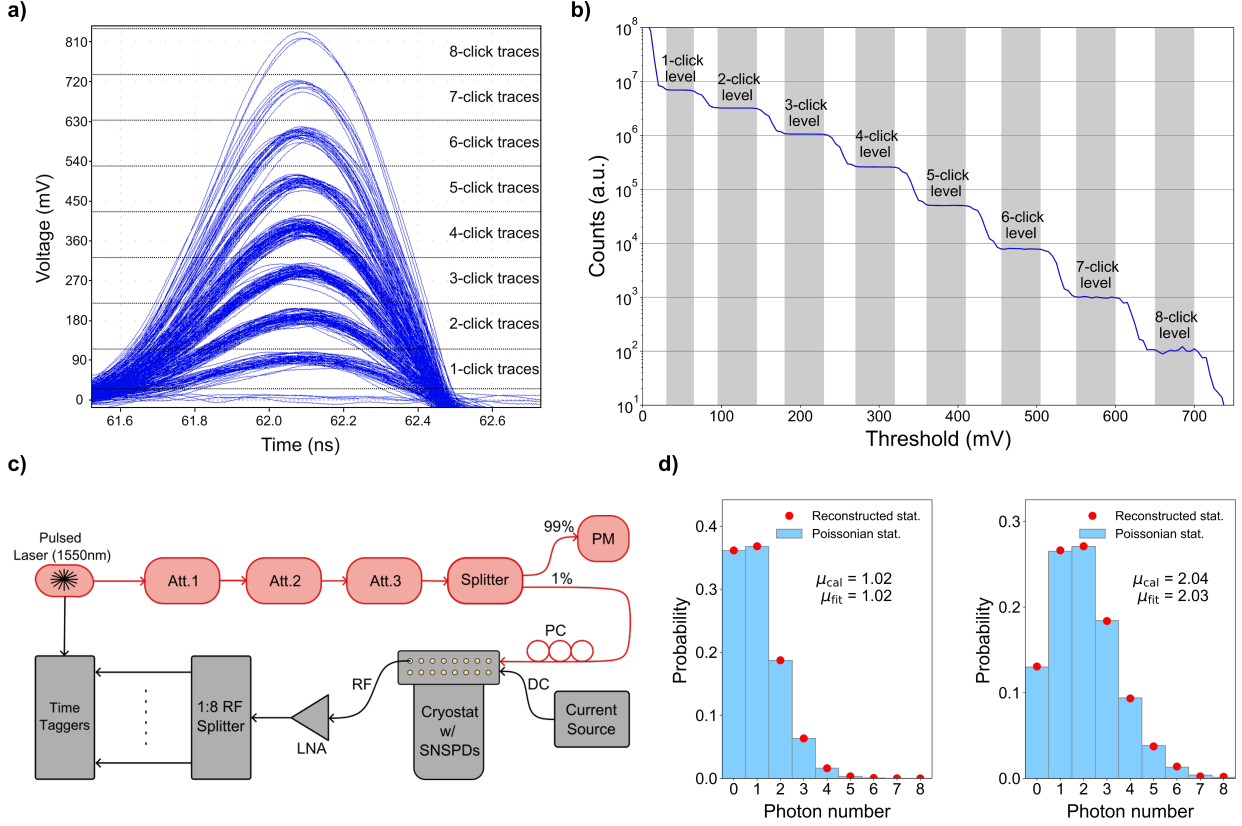 a)
810
720
630
540
450
360
270
180
90
0
Voltage (mV)
8-click traces
7-click traces
6-click traces
5-click traces
4-click traces
3-click traces
2-click traces
1-click traces
61.6
61.8
62.0
62.2
62.4
62.6
Time (ns)
b)
10^8
10^7
10^6
10^5
10^4
10^3
10^2
10^1
Counts (a.u.)
1-click
level
2-click
level
3-click
level
4-click
level
5-click
level
6-click
level
7-click
level
8-click
level
0
100
200
300
400
500
600
700
Threshold (mV)
c)
Pulsed
Laser (1550nm)
Att.1
Att.2
Att.3
Splitter
99%
PM
1%
PC
Time
Taggers
1:8 RF
Splitter
LNA
RF
Cryostat
w/
SNSPDs
DC
Current
Source
d)
0.4
0.3
0.2
0.1
0.0
Probability
Reconstructed stat.
Poissonian stat.
μcal = 1.02
μfit = 1.02
0 1 2 3 4 5 6 7 8
Photon number
0.3
0.2
0.1
0.0
Probability
Reconstructed stat.
Poissonian stat.
μcal = 2.04
μfit = 2.03
0 1 2 3 4 5 6 7 8
Photon number